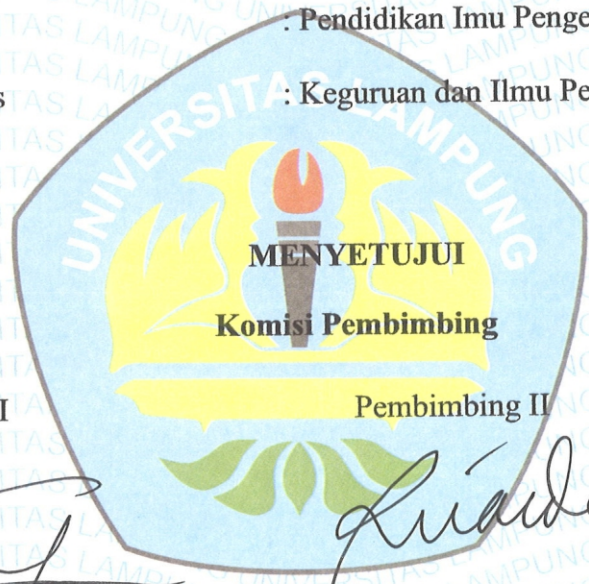 : Pendidikan Imu Penge
s
: Keguruan dan Ilmu Pe
UNIVERSITAS LAMPUNG
MENYETUJUI
Komisi Pembimbing
I
Pembimbing II